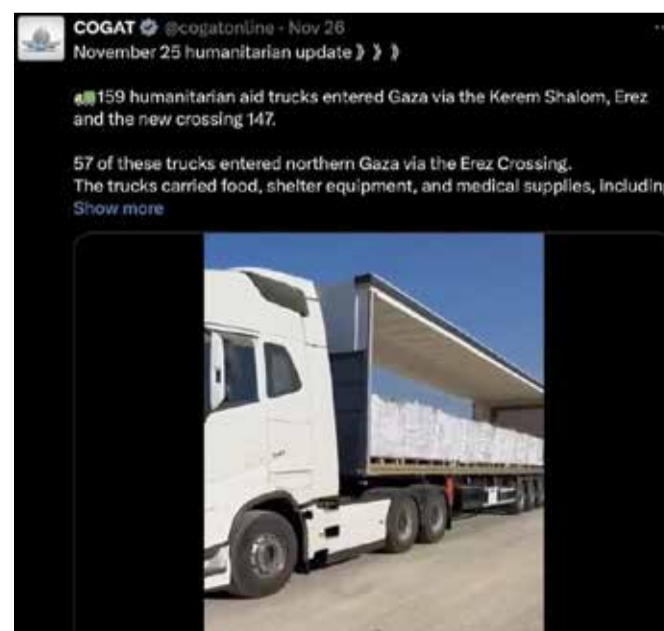 COGAT @cogatonline · Nov 26
November 25 humanitarian update
159 humanitarian aid trucks entered Gaza via the Kerem Shalom, Erez
and the new crossing 147.
57 of these trucks entered northern Gaza via the Erez Crossing.
The trucks carried food, shelter equipment, and medical supplies, includin
Show more